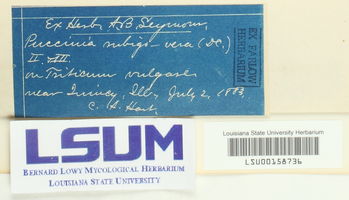 Ex Herb. A.B. Seymour,
Puccinia rubigo-vera (DC.)
II. III.
on Triticum vulgare
near Quincy, Ills. July 2, 1883.
C. A. Hart.
EX FARLOW
HERBARIUM
LSUM
BERNARD LOWY MYCOLOGICAL HERBARIUM
LOUISIANA STATE UNIVERSITY
Louisiana State University Herbarium
LSU00158736